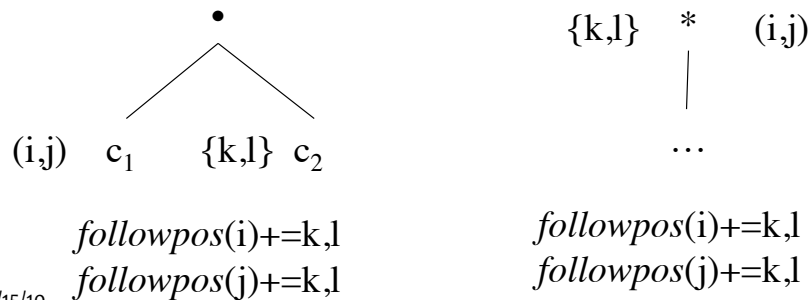 •
{k,l} * (i,j)
(i,j) c₁ {k,l} c₂
…
followpos(i)+=k,l
followpos(j)+=k,l
followpos(i)+=k,l
followpos(j)+=k,l